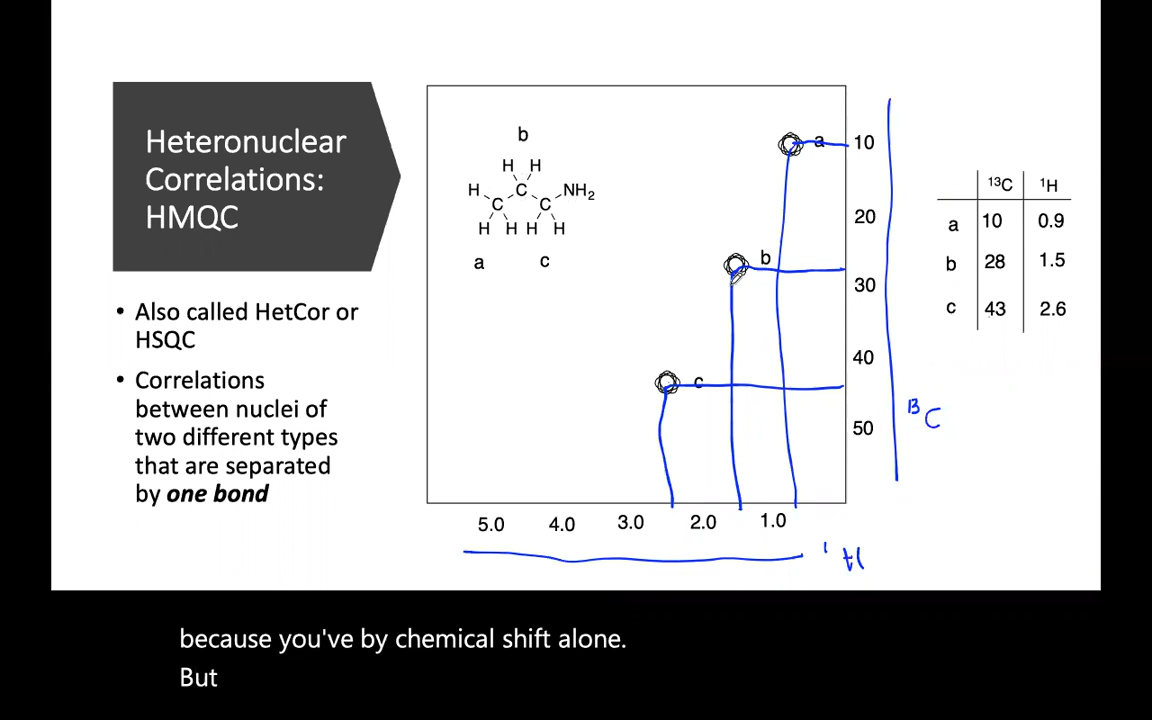 Heteronuclear
Correlations:
HMQC
• Also called HetCor or
HSQC
• Correlations
between nuclei of
two different types
that are separated
by one bond
b
H H
H C NH2
C C
H H H H
a c
a
b
c
10
20
30
40
50
5.0 4.0 3.0 2.0 1.0
13C
1H
13C 1H
a 10 0.9
b 28 1.5
c 43 2.6
because you've by chemical shift alone.
But